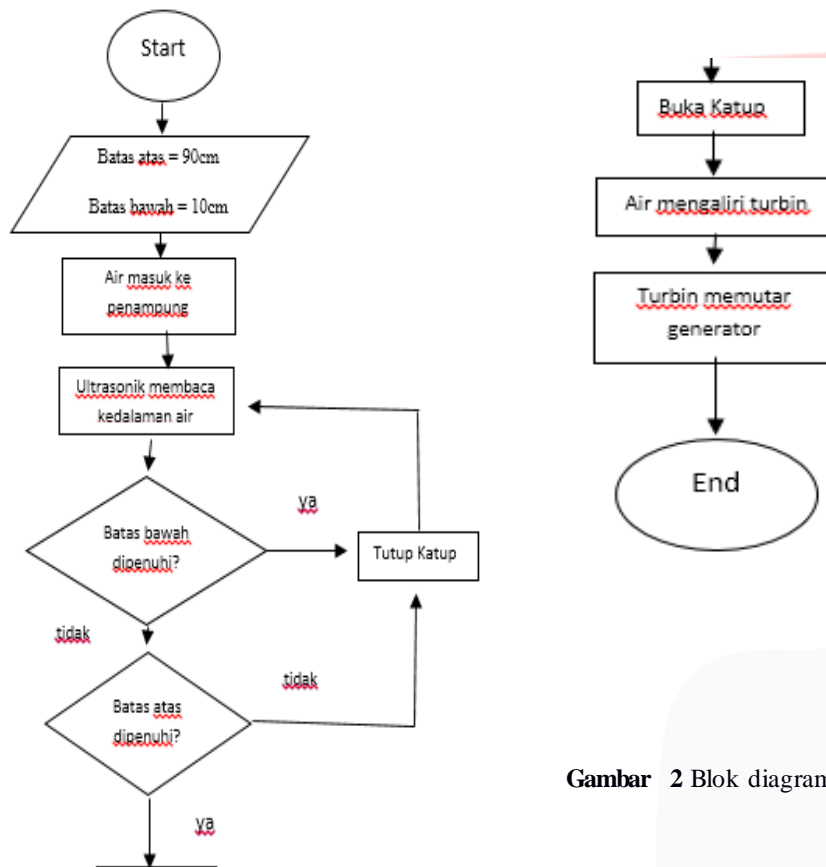 Start
Batas atas = 90cm
Batas bawah = 10cm
Air masuk ke
penampung
Ultrasonik membaca
kedalaman air
ya
Batas bawah
dipenuhi?
Tutup Katup
tidak
tidak
Batas atas
dipenuhi?
ya
Buka Katup
Air mengaliri turbin
Turbin memutar
generator
End
Gambar 2 Blok diagram